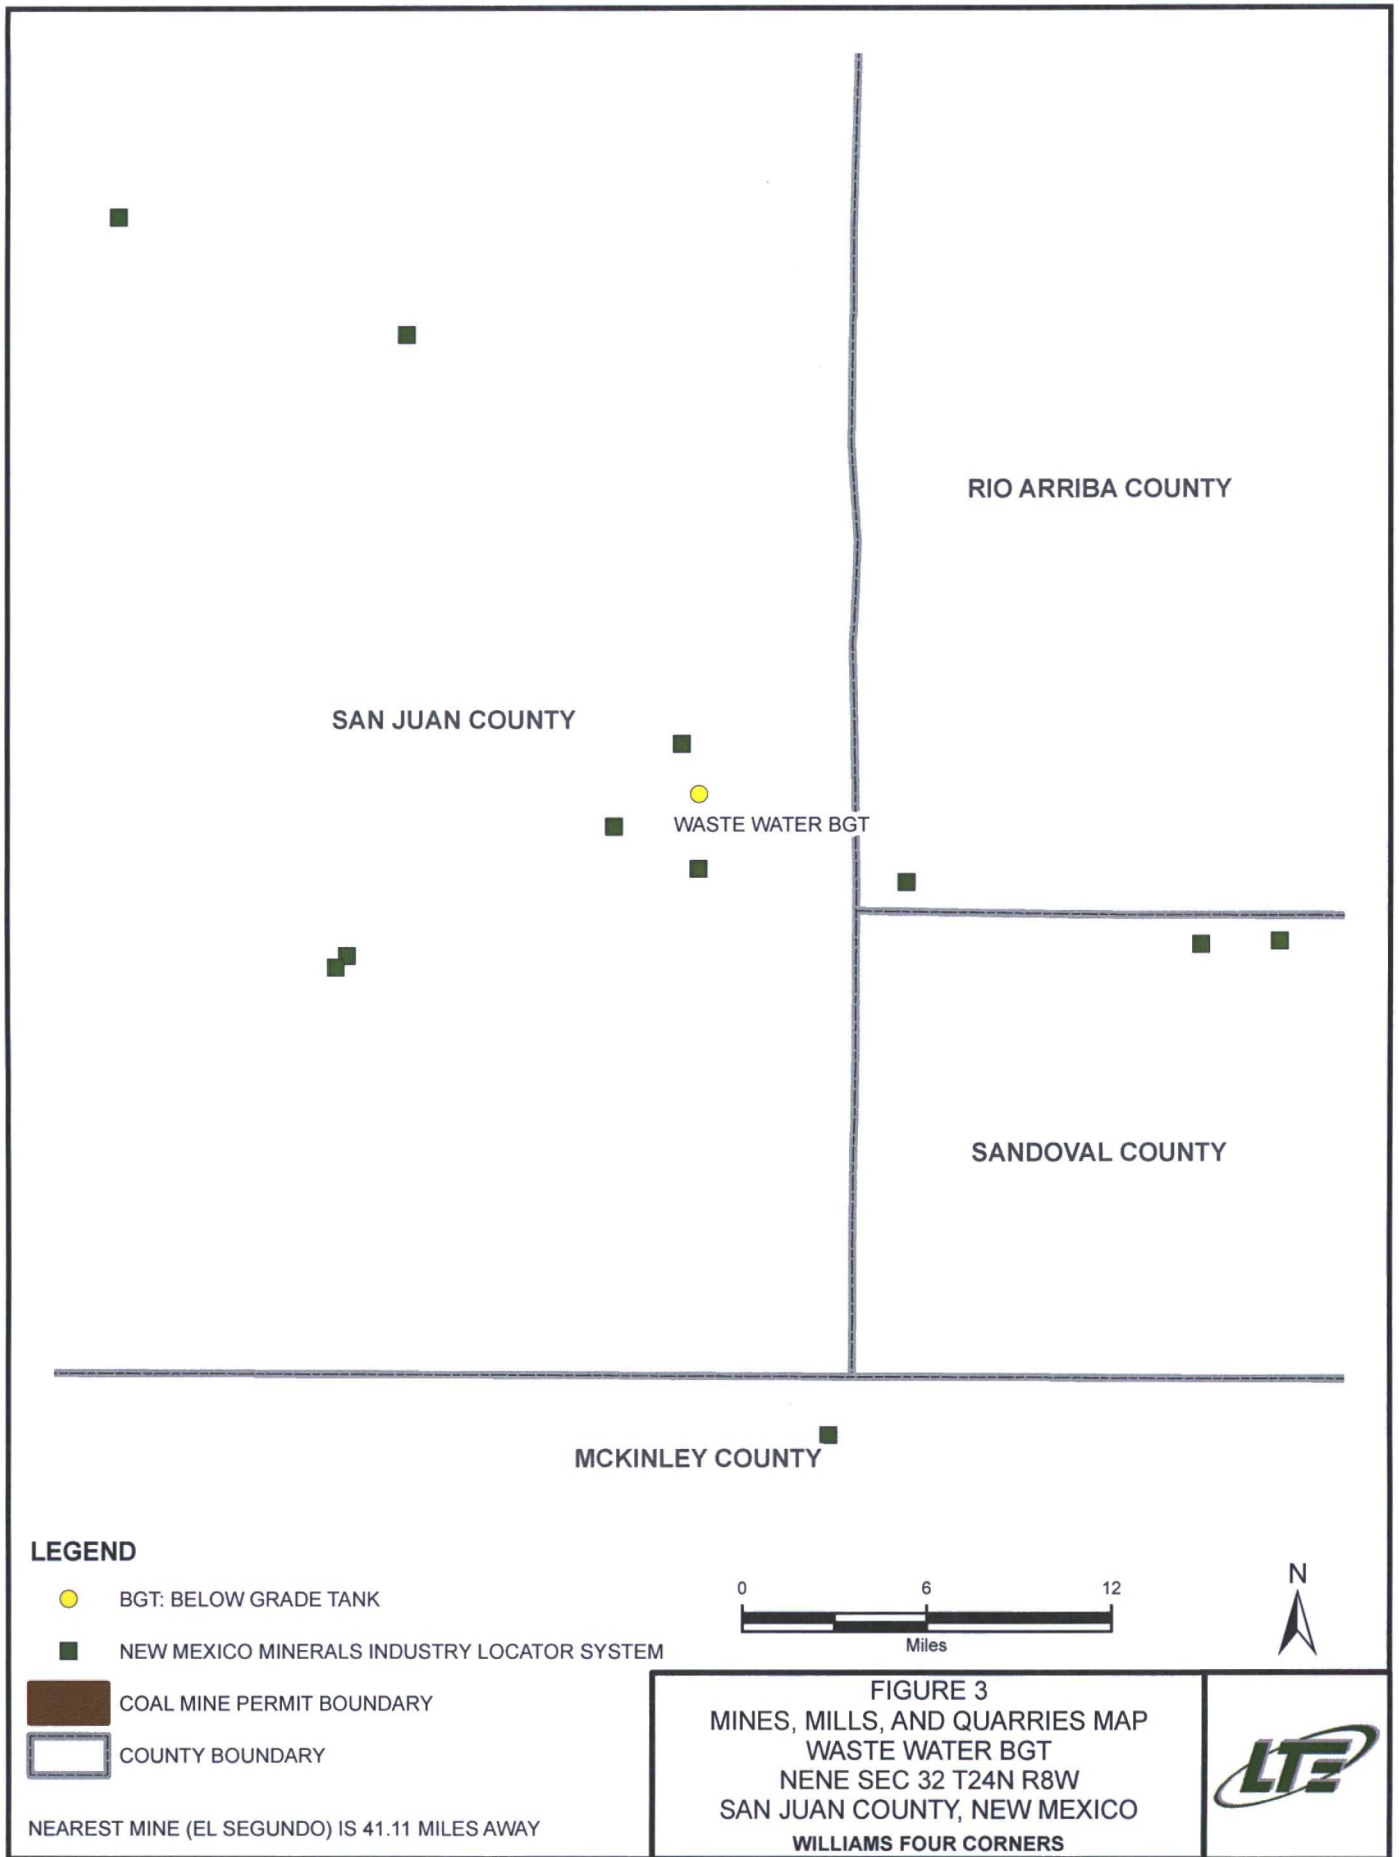 RIO ARRIBA COUNTY
SAN JUAN COUNTY
WASTE WATER BGT
SANDOVAL COUNTY
MCKINLEY COUNTY
LEGEND
BGT: BELOW GRADE TANK
NEW MEXICO MINERALS INDUSTRY LOCATOR SYSTEM
COAL MINE PERMIT BOUNDARY
COUNTY BOUNDARY
NEAREST MINE (EL SEGUNDO) IS 41.11 MILES AWAY
0 6 12
Miles
N
FIGURE 3
MINES, MILLS, AND QUARRIES MAP
WASTE WATER BGT
NENE SEC 32 T24N R8W
SAN JUAN COUNTY, NEW MEXICO
WILLIAMS FOUR CORNERS
LTE